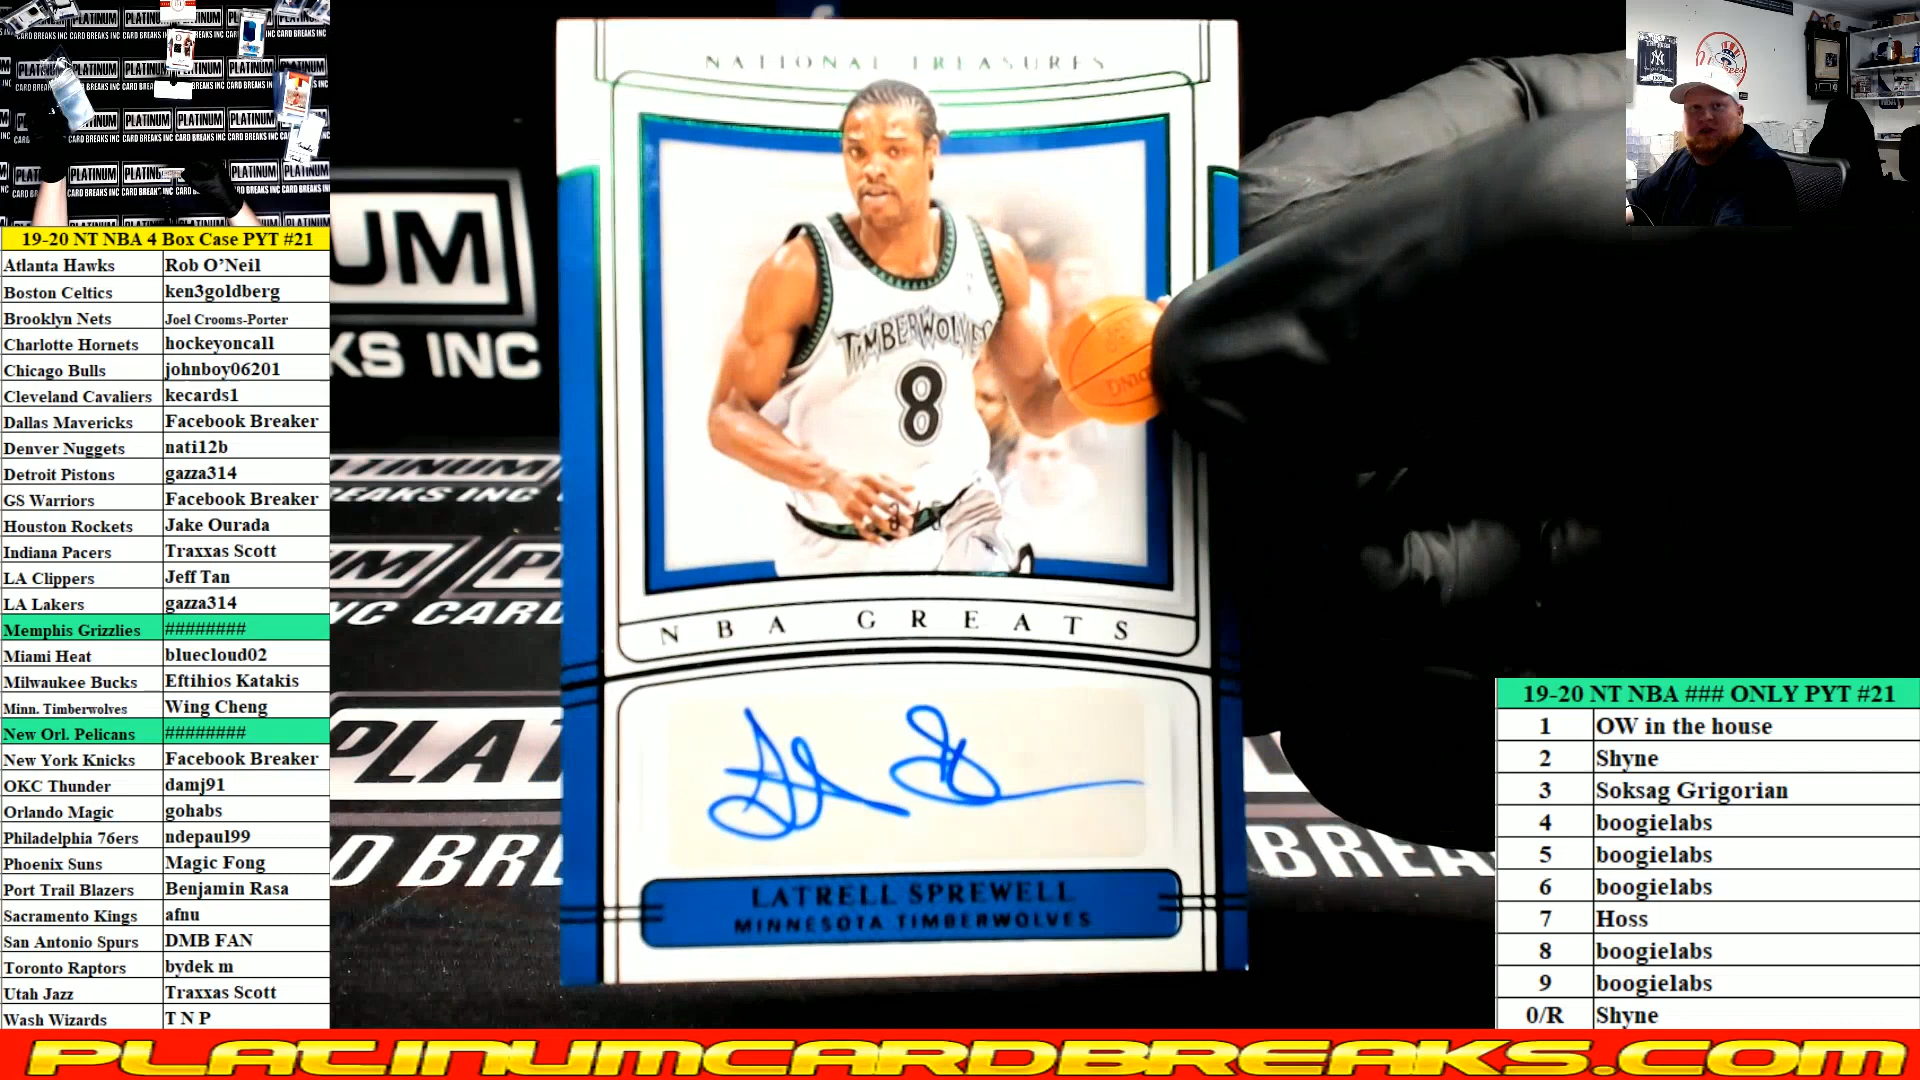 19-20 NT NBA 4 Box Case PYT #21
Atlanta Hawks Rob O'Neil
Boston Celtics ken3goldberg
Brooklyn Nets Joel Crooms-Porter
Charlotte Hornets hockeyoncall
Chicago Bulls johnboy06201
Cleveland Cavaliers kecards1
Dallas Mavericks Facebook Breaker
Denver Nuggets nati12b
Detroit Pistons gazza314
GS Warriors Facebook Breaker
Houston Rockets Jake Ourada
Indiana Pacers Traxxas Scott
LA Clippers Jeff Tan
LA Lakers gazza314
Memphis Grizzlies ########
Miami Heat bluecloud02
Milwaukee Bucks Eftihios Katakis
Minn. Timberwolves Wing Cheng
New Orl. Pelicans ########
New York Knicks Facebook Breaker
OKC Thunder damj91
Orlando Magic gohabs
Philadelphia 76ers ndepaul99
Phoenix Suns Magic Fong
Port Trail Blazers Benjamin Rasa
Sacramento Kings afnu
San Antonio Spurs DMB FAN
Toronto Raptors bydek m
Utah Jazz Traxxas Scott
Wash Wizards T N P
NATIONAL TREASURES
TIMBERWOLVES
8
NBA GREATS
LATRELL SPREWELL
MINNESOTA TIMBERWOLVES
19-20 NT NBA ### ONLY PYT #21
1 OW in the house
2 Shyne
3 Soksag Grigorian
4 boogielabs
5 boogielabs
6 boogielabs
7 Hoss
8 boogielabs
9 boogielabs
0/R Shyne
PLATINUMCARDBREAKS.COM
PLATINUM
CARD BREAKS INC